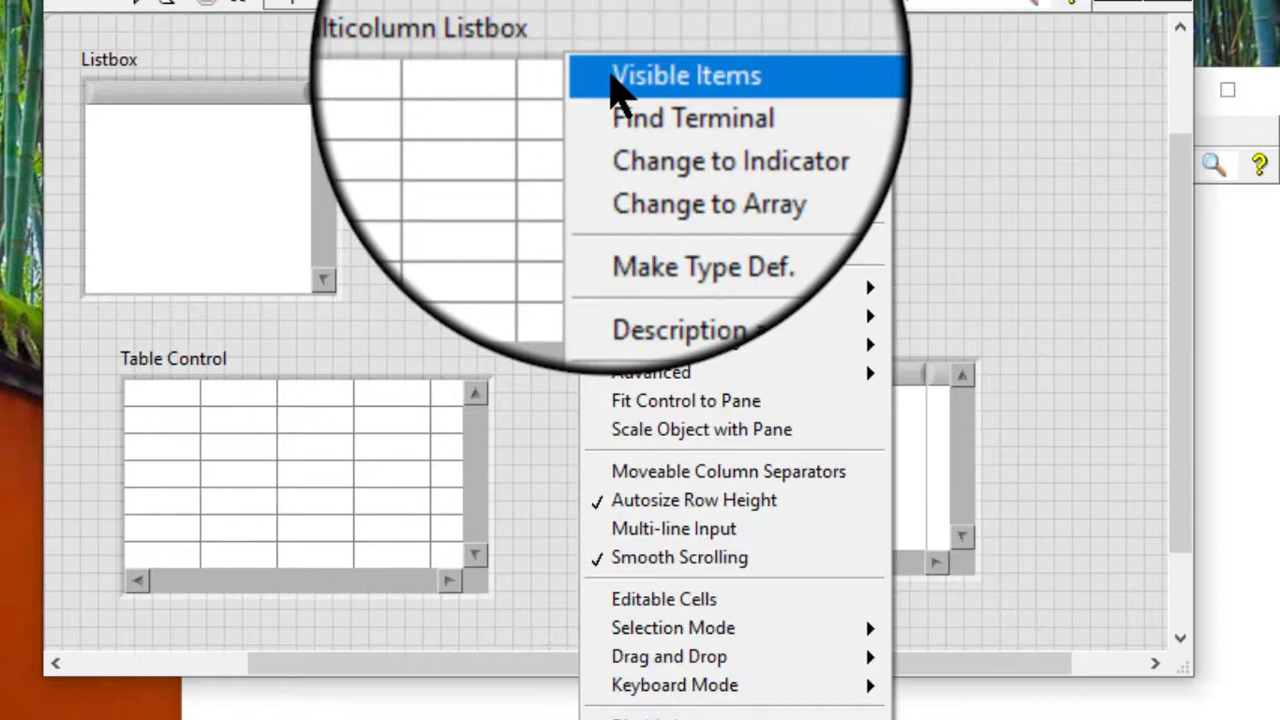 lticolumn Listbox
Listbox
Visible Items
Find Terminal
Change to Indicator
Change to Array
Make Type Def.
Description
Table Control
Advanced
Fit Control to Pane
Scale Object with Pane
Moveable Column Separators
Autosize Row Height
Multi-line Input
Smooth Scrolling
Editable Cells
Selection Mode
Drag and Drop
Keyboard Mode